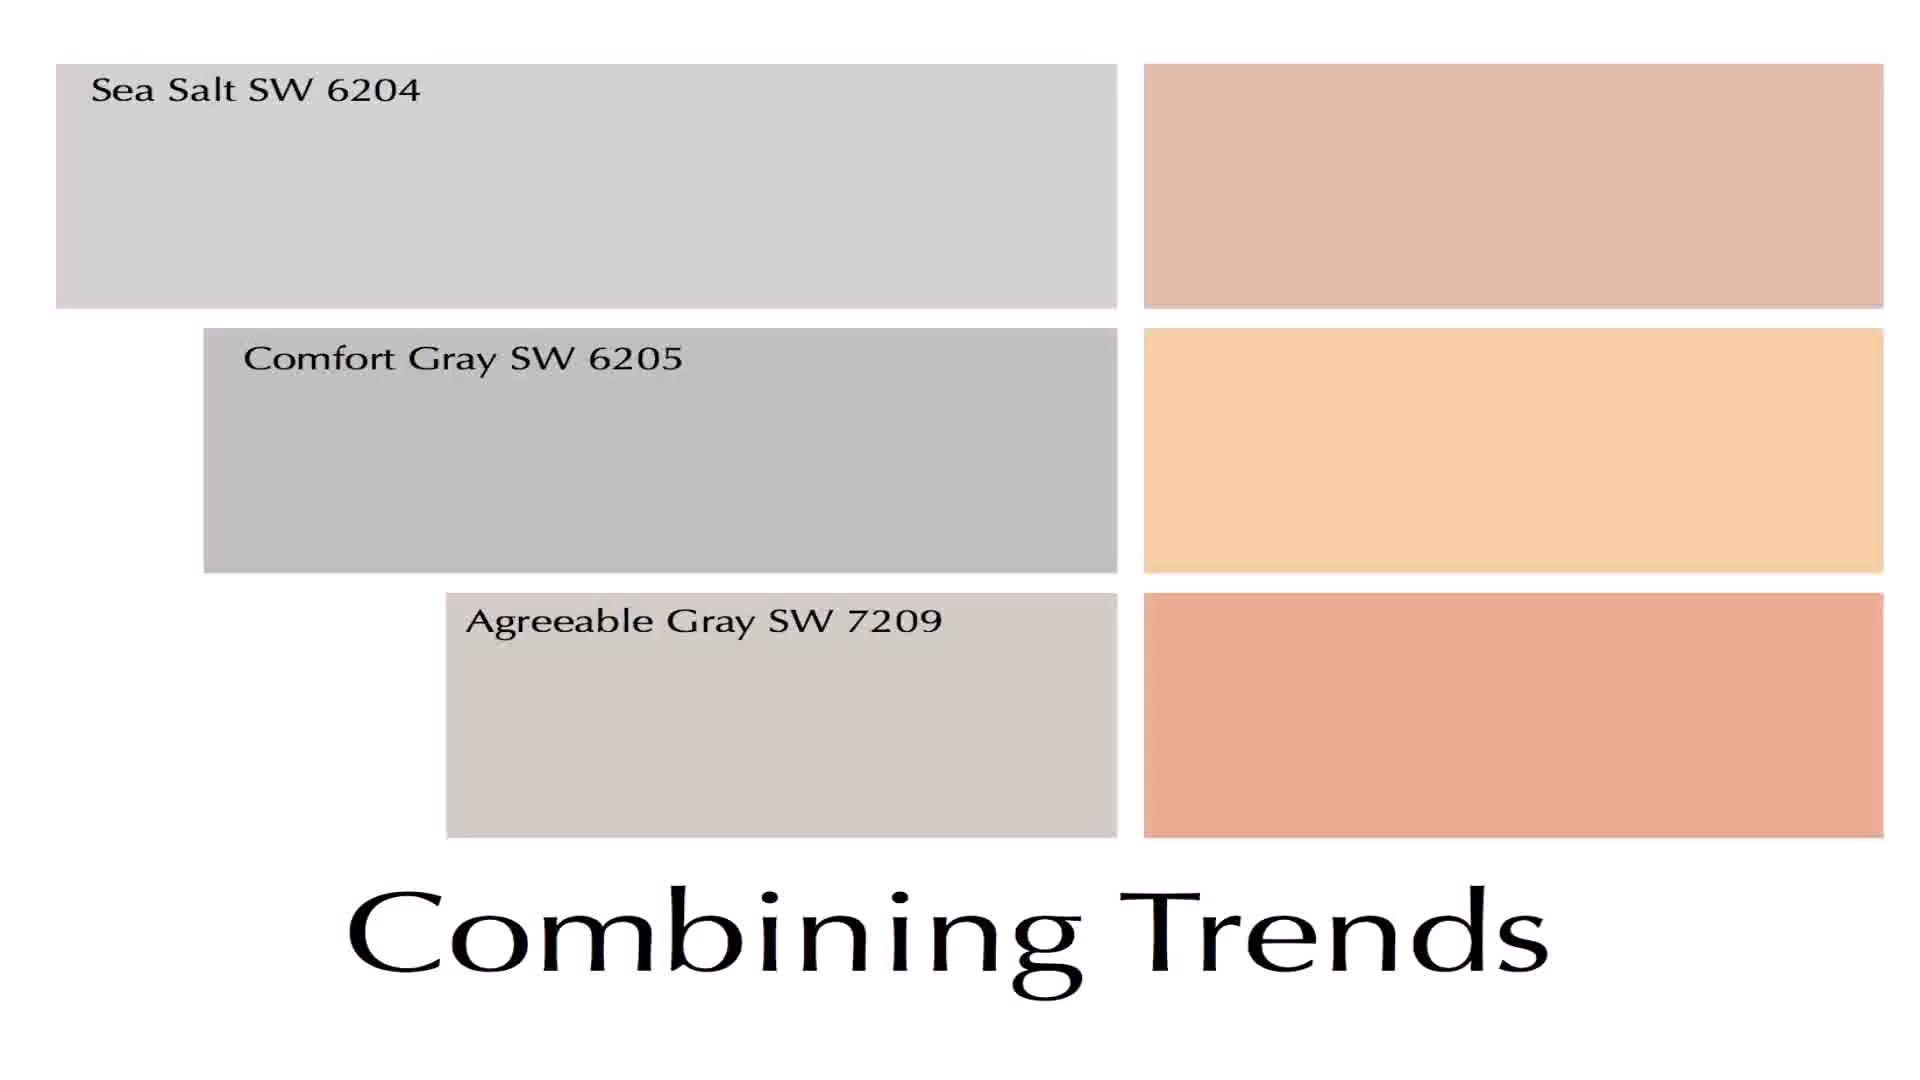 Sea Salt SW 6204
Comfort Gray SW 6205
Agreeable Gray SW 7209
Combining Trends